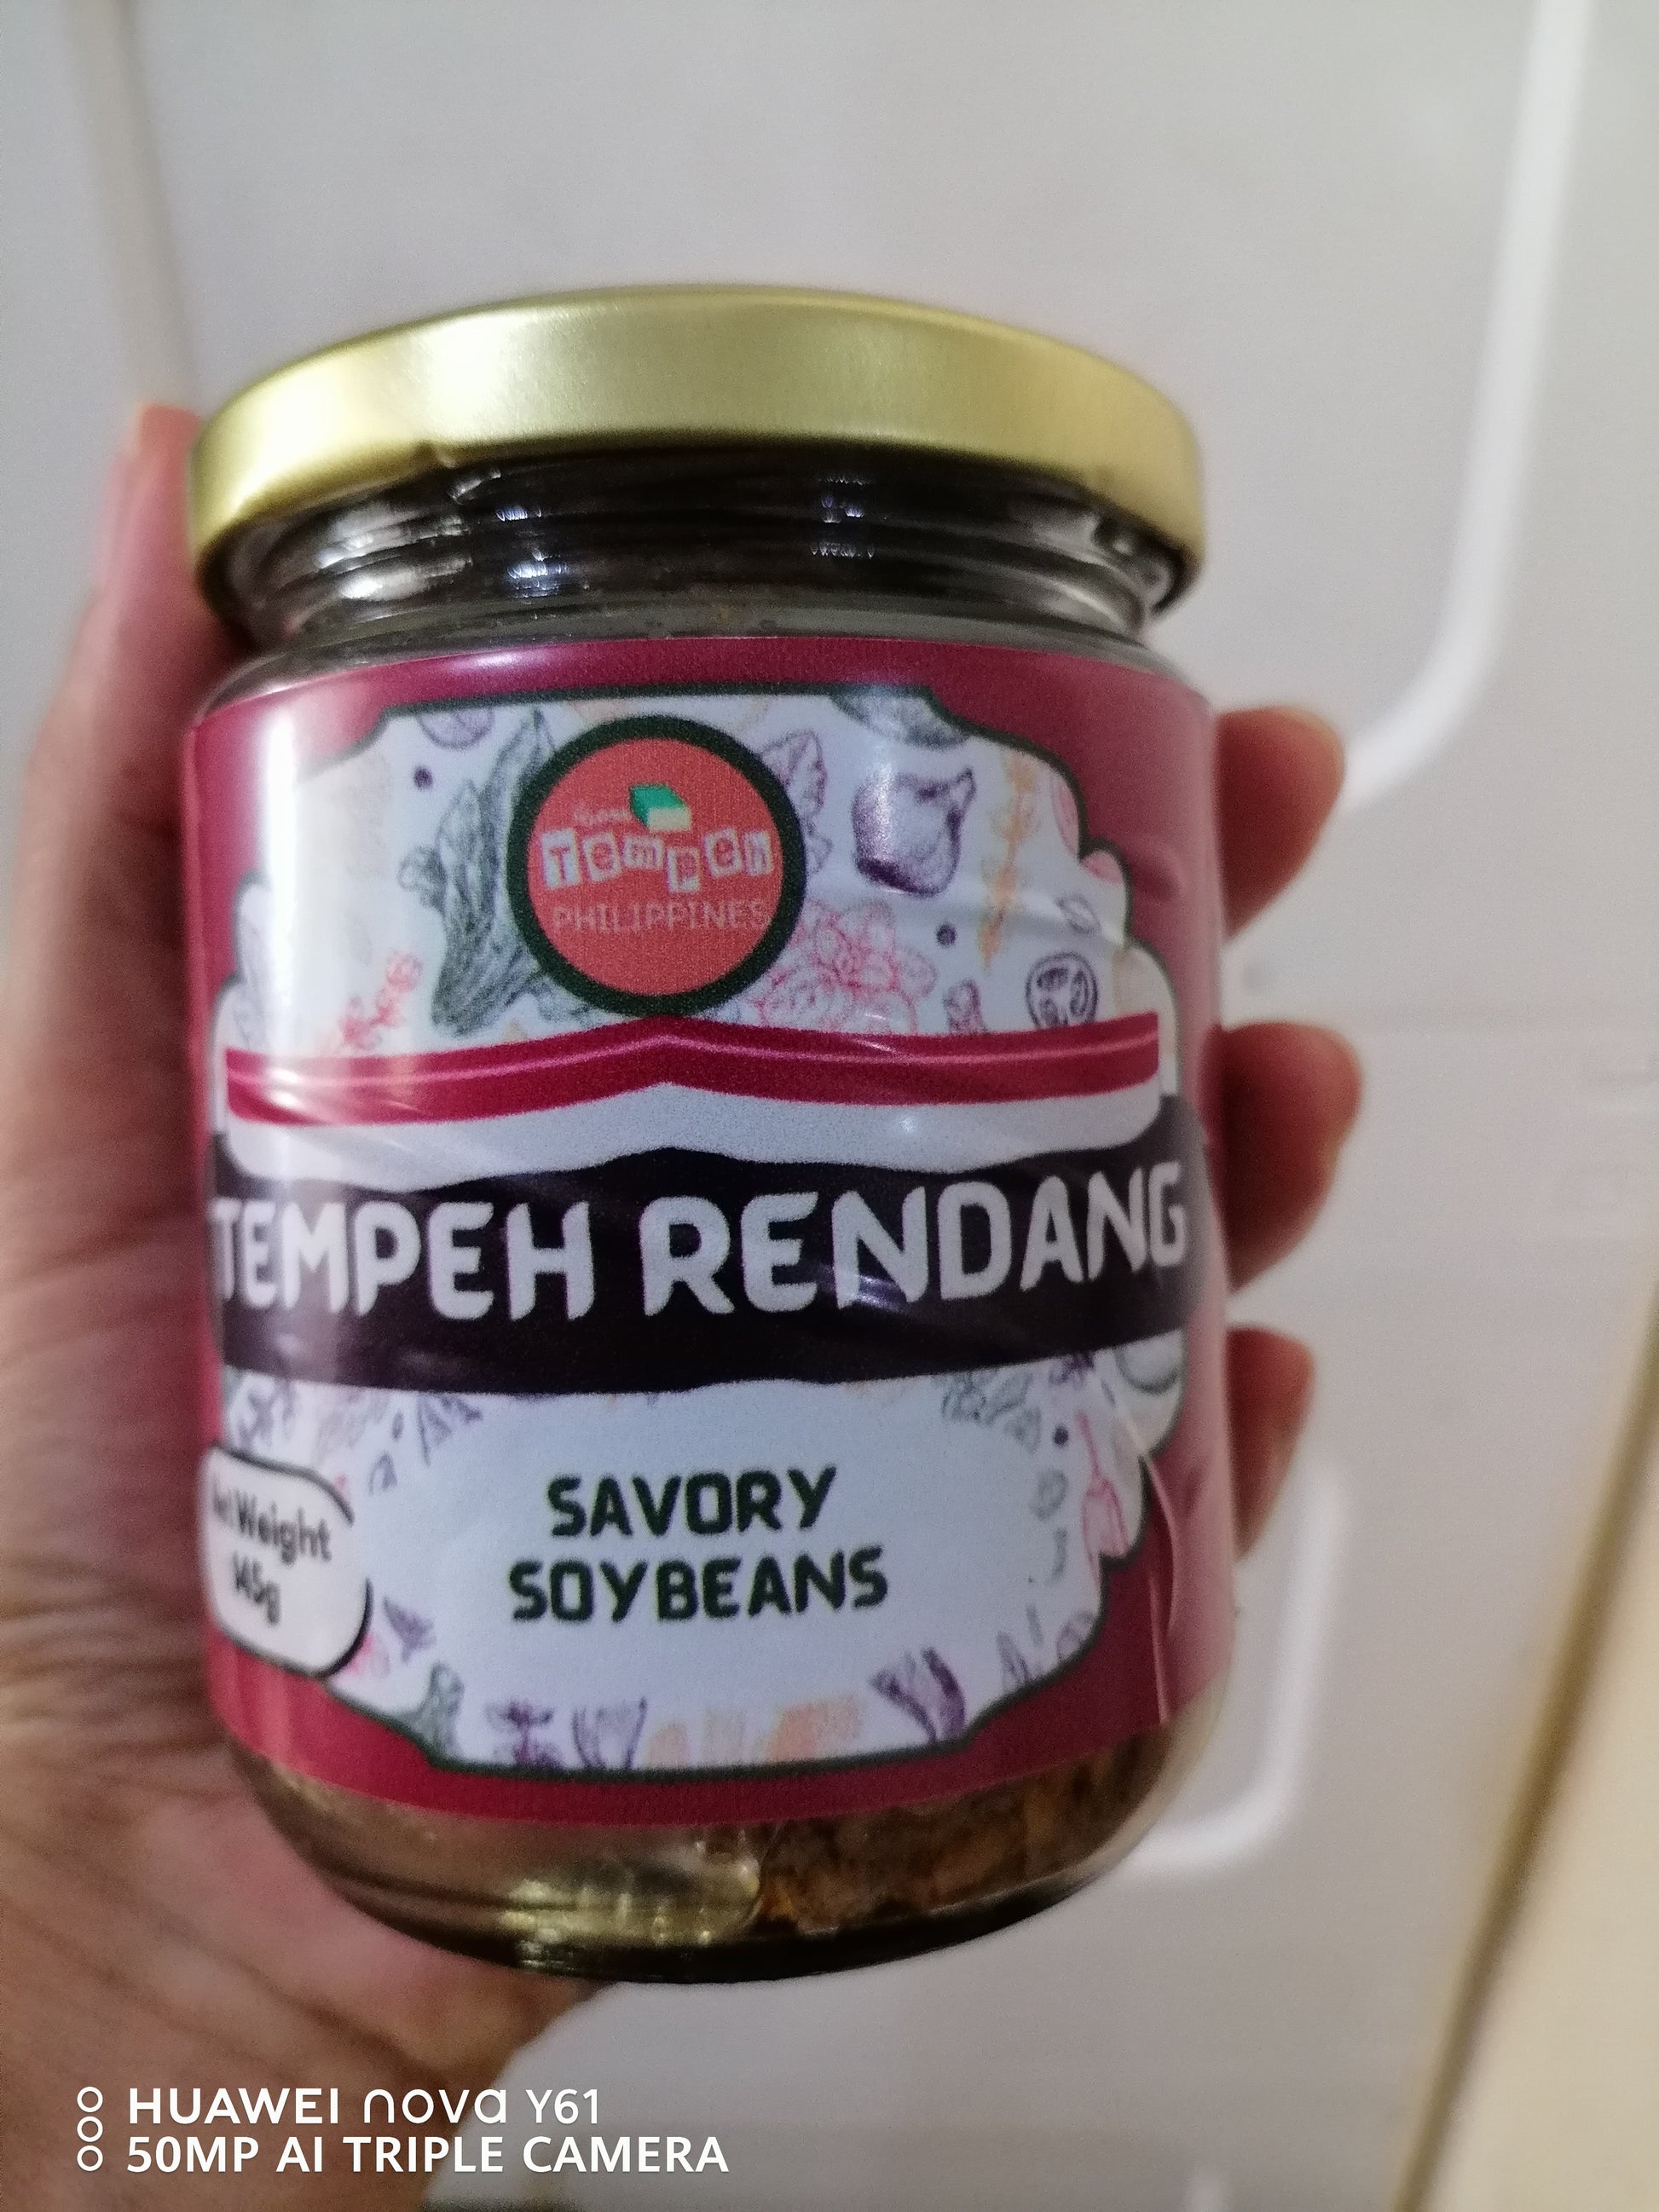 Tempeh
PHILIPPINES
TEMPEH RENDANG
SAVORY
SOYBEANS
Net Weight
145g
HUAWEI nova Y61
50MP AI TRIPLE CAMERA